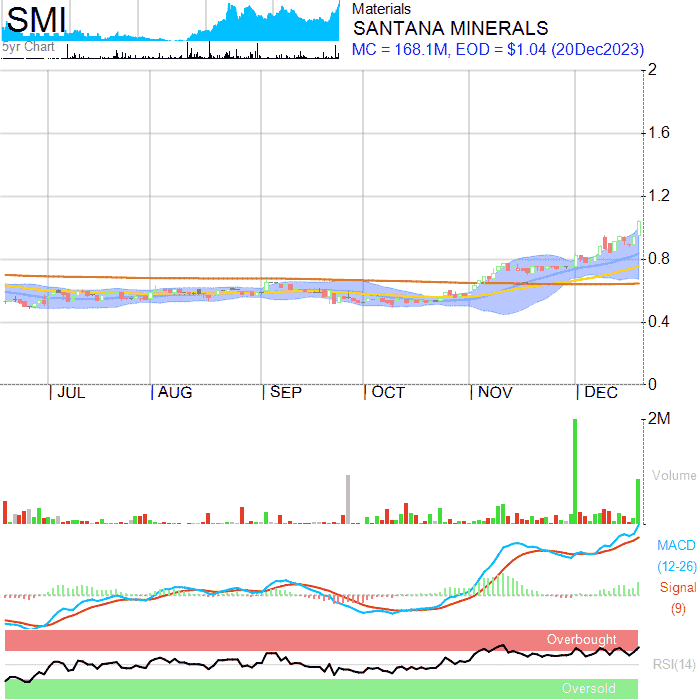 SMI
5yr Chart
Materials
SANTANA MINERALS
MC = 168.1M, EOD = $1.04 (20Dec2023)
2
1.6
1.2
0.8
0.4
0
JUL AUG SEP OCT NOV DEC
2M
Volume
MACD
(12-26)
Signal
(9)
Overbought
RSI(14)
Oversold